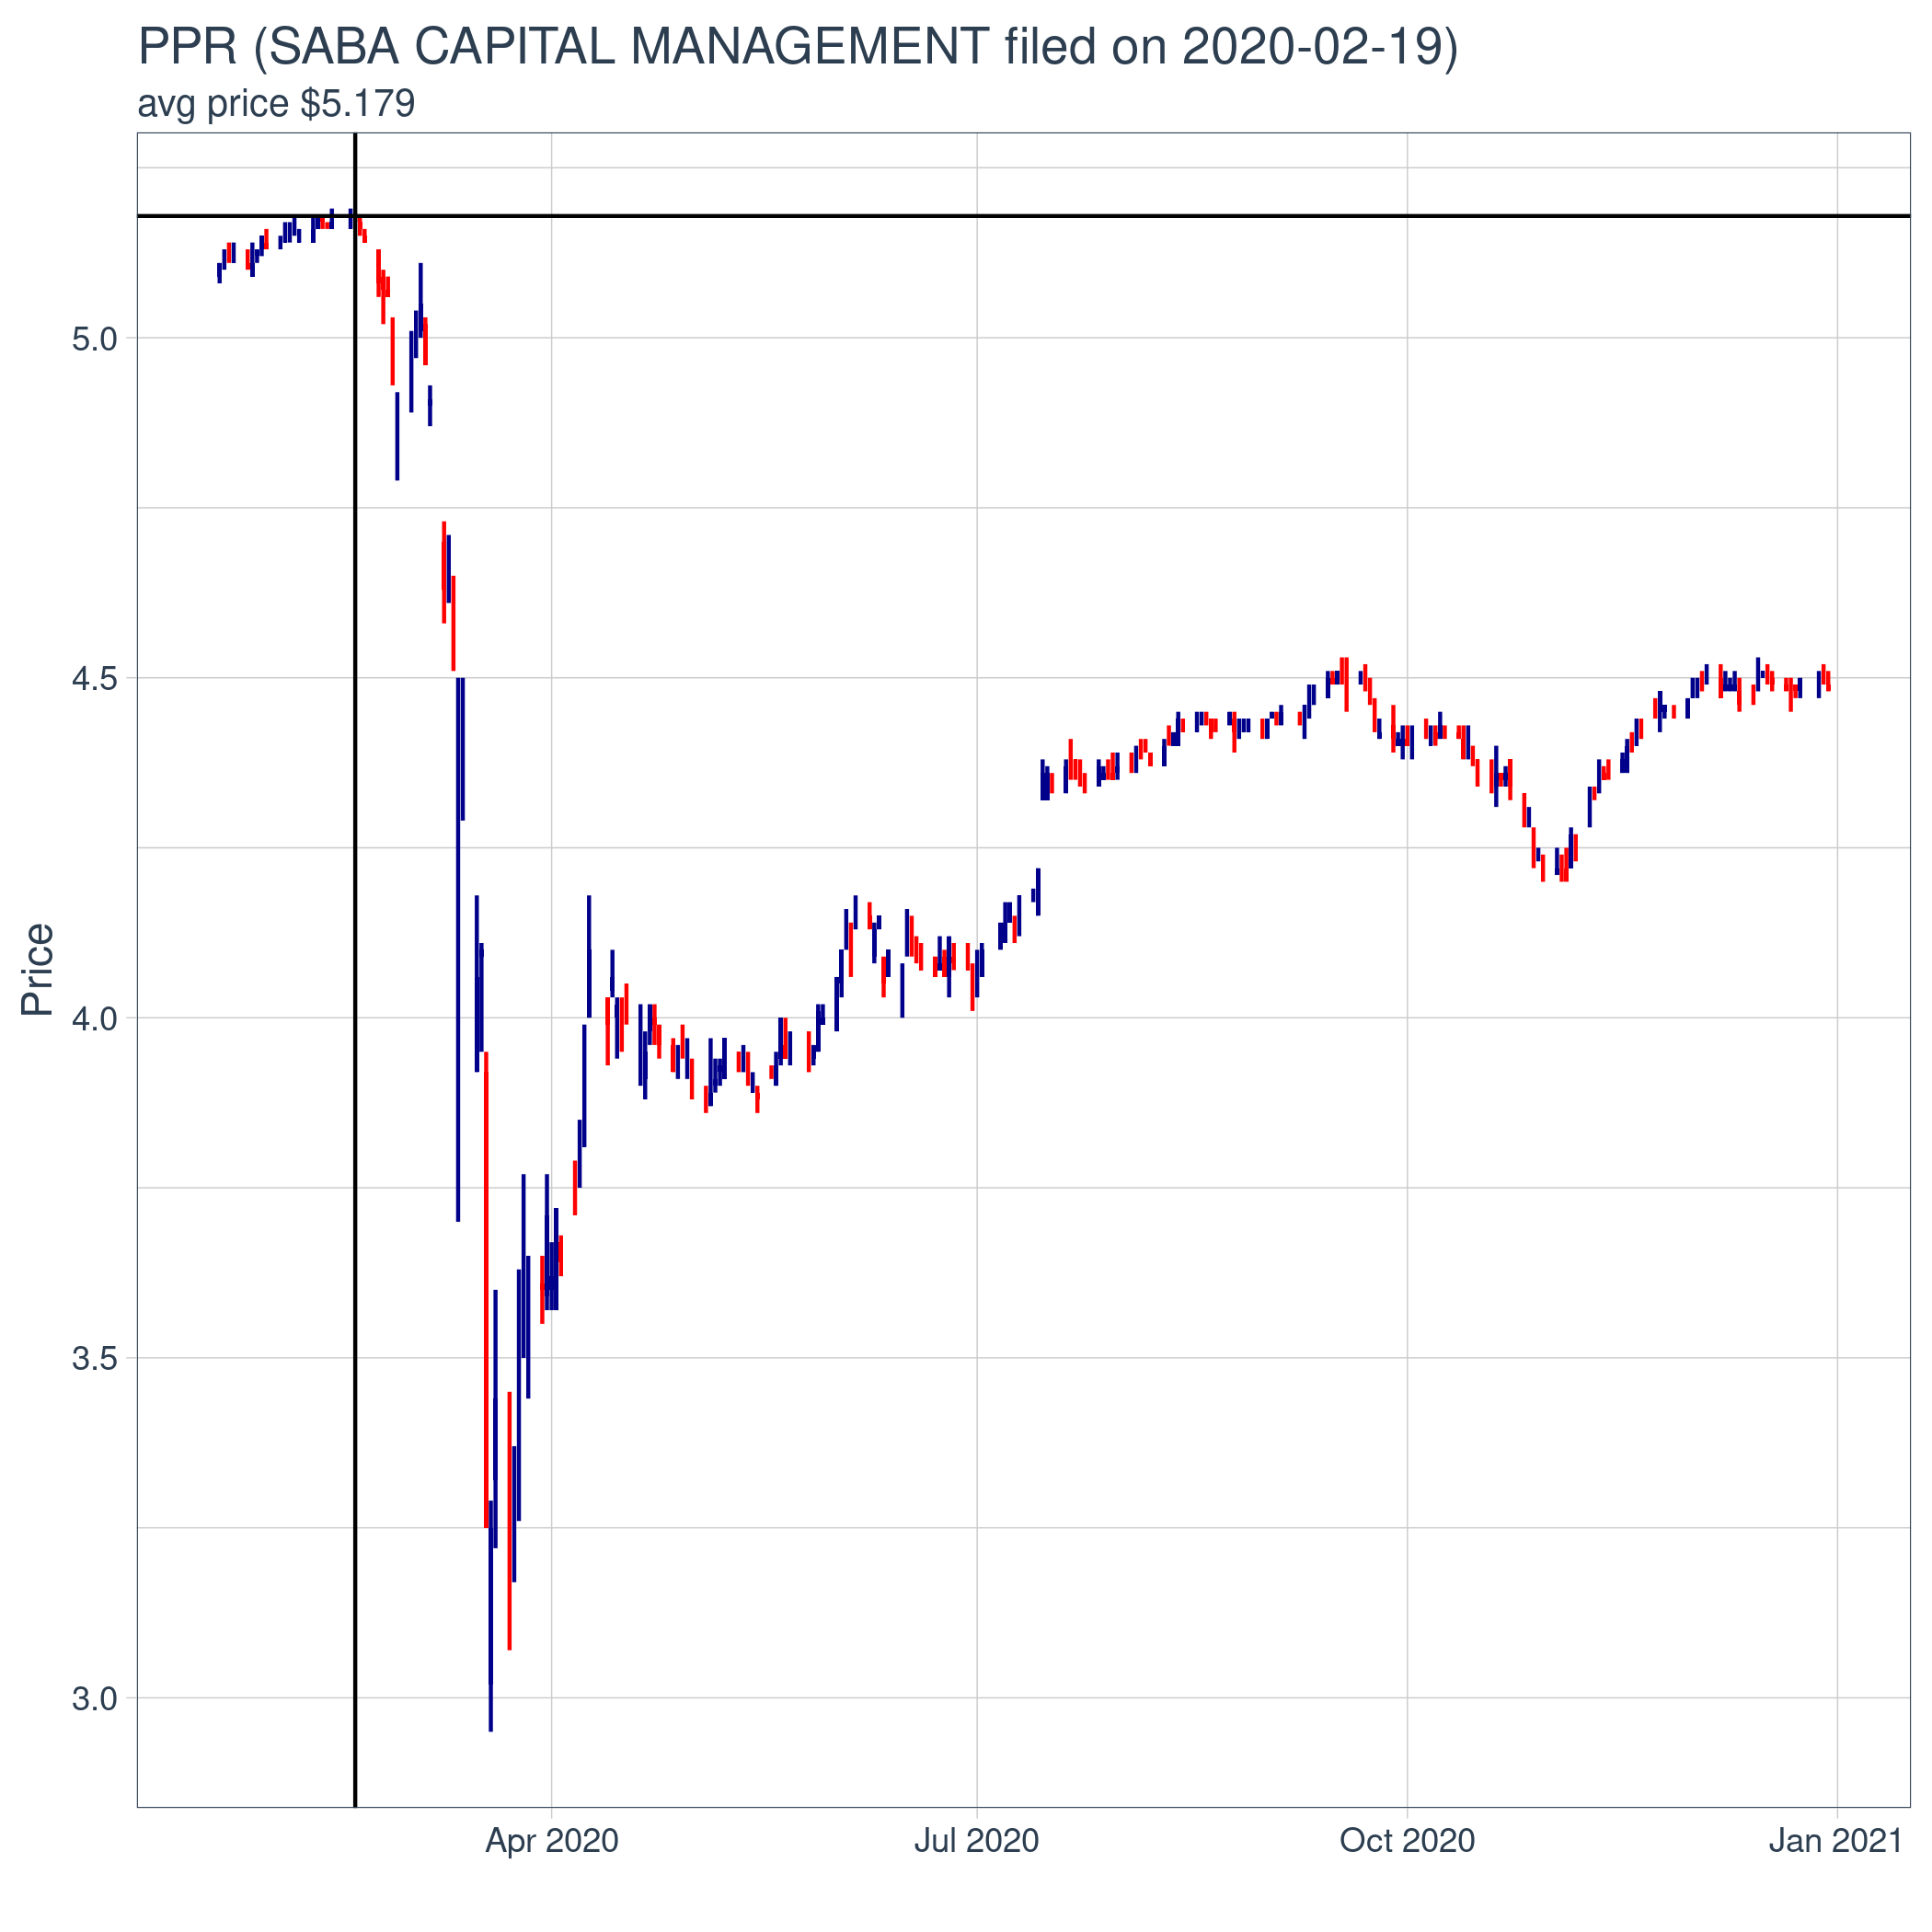 PPR (SABA CAPITAL MANAGEMENT filed on 2020-02-19)
avg price $5.179
5.0
4.5
4.0
3.5
3.0
Price
Apr 2020
Jul 2020
Oct 2020
Jan 2021